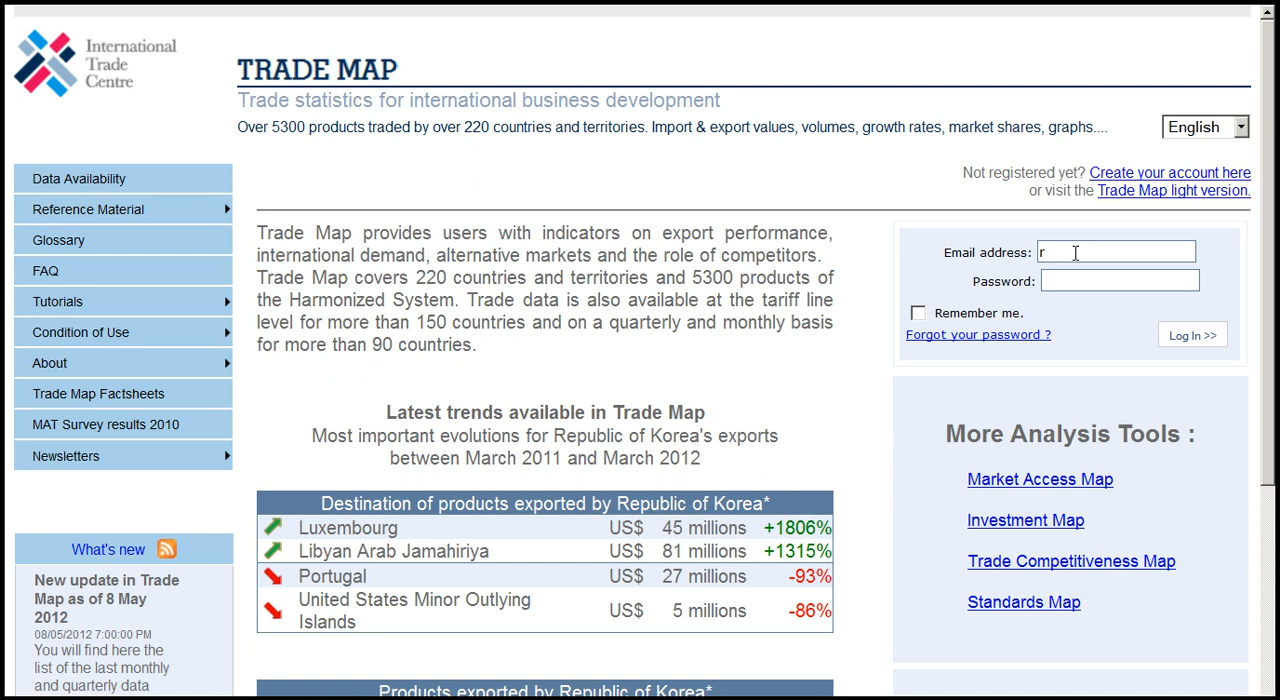 International
Trade
Centre
TRADE MAP
Trade statistics for international business development
Over 5300 products traded by over 220 countries and territories. Import & export values, volumes, growth rates, market shares, graphs....
English
Not registered yet? Create your account here
or visit the Trade Map light version.
Data Availability
Reference Material
Glossary
FAQ
Tutorials
Condition of Use
About
Trade Map Factsheets
MAT Survey results 2010
Newsletters
What's new
New update in Trade
Map as of 8 May
2012
08/05/2012 7:00:00 PM
You will find here the
list of the last monthly
and quarterly data
Trade Map provides users with indicators on export performance,
international demand, alternative markets and the role of competitors.
Trade Map covers 220 countries and territories and 5300 products of
the Harmonized System. Trade data is also available at the tariff line
level for more than 150 countries and on a quarterly and monthly basis
for more than 90 countries.
Latest trends available in Trade Map
Most important evolutions for Republic of Korea's exports
between March 2011 and March 2012
Destination of products exported by Republic of Korea*
Luxembourg US$ 45 millions +1806%
Libyan Arab Jamahiriya US$ 81 millions +1315%
Portugal US$ 27 millions -93%
United States Minor Outlying
Islands US$ 5 millions -86%
Products exported by Republic of Korea*
Email address: r
Password:
Remember me.
Forgot your password ?
Log In >>
More Analysis Tools :
Market Access Map
Investment Map
Trade Competitiveness Map
Standards Map